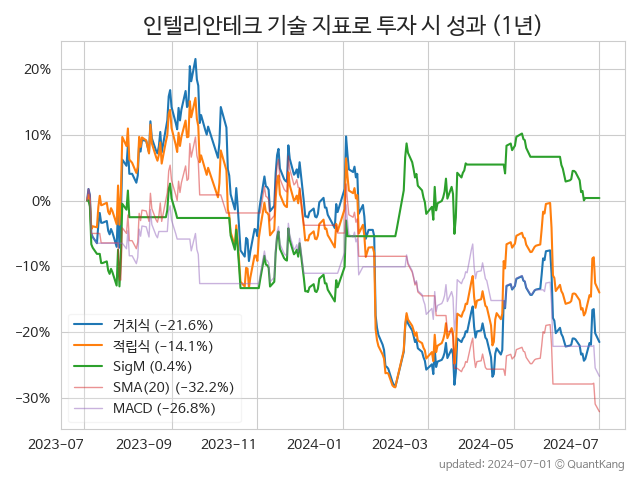 인텔리안테크 기술 지표로 투자 시 성과 (1년)
20%
10%
0%
−10%
−20%
−30%
거치식 (−21.6%)
적립식 (−14.1%)
SigM (0.4%)
SMA(20) (−32.2%)
MACD (−26.8%)
2023-07
2023-09
2023-11
2024-01
2024-03
2024-05
2024-07
updated: 2024-07-01 © QuantKang